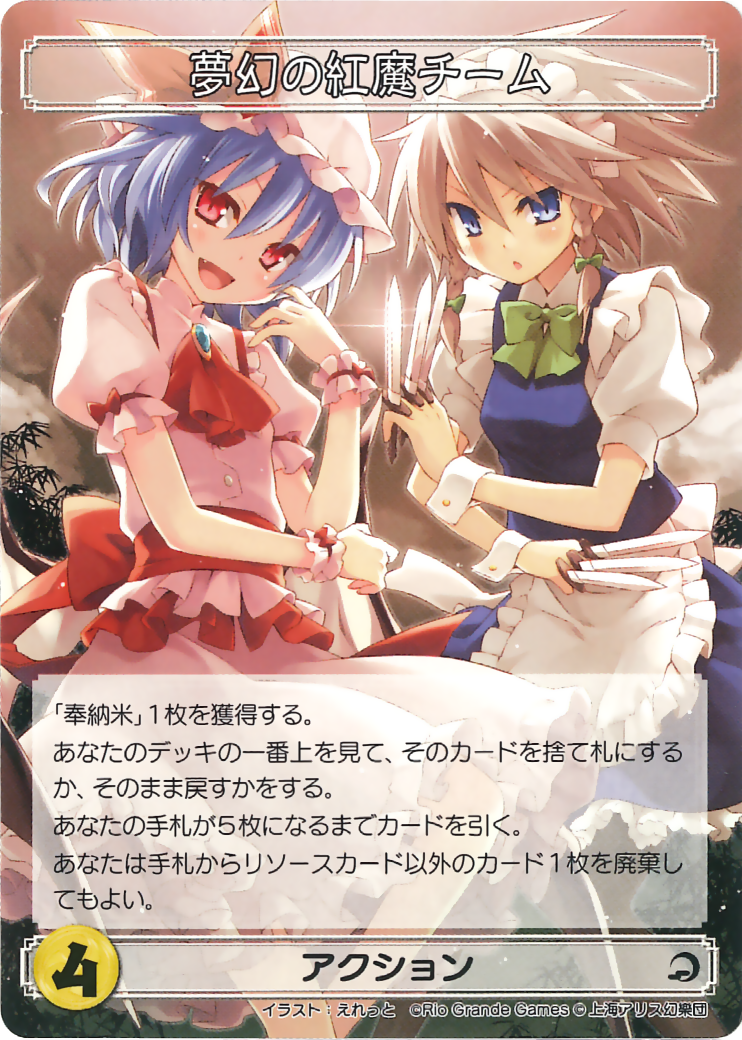 夢幻の紅魔チーム
「奉納米」1枚を獲得する。
あなたのデッキの一番上を見て、そのカードを捨て札にする
か、そのまま戻すかをする。
あなたの手札が5枚になるまでカードを引く。
あなたは手札からリソースカード以外のカード1枚を廃棄し
てもよい。
4
アクション
イラスト：えれっと ©Rio Grande Games © 上海アリス幻樂団